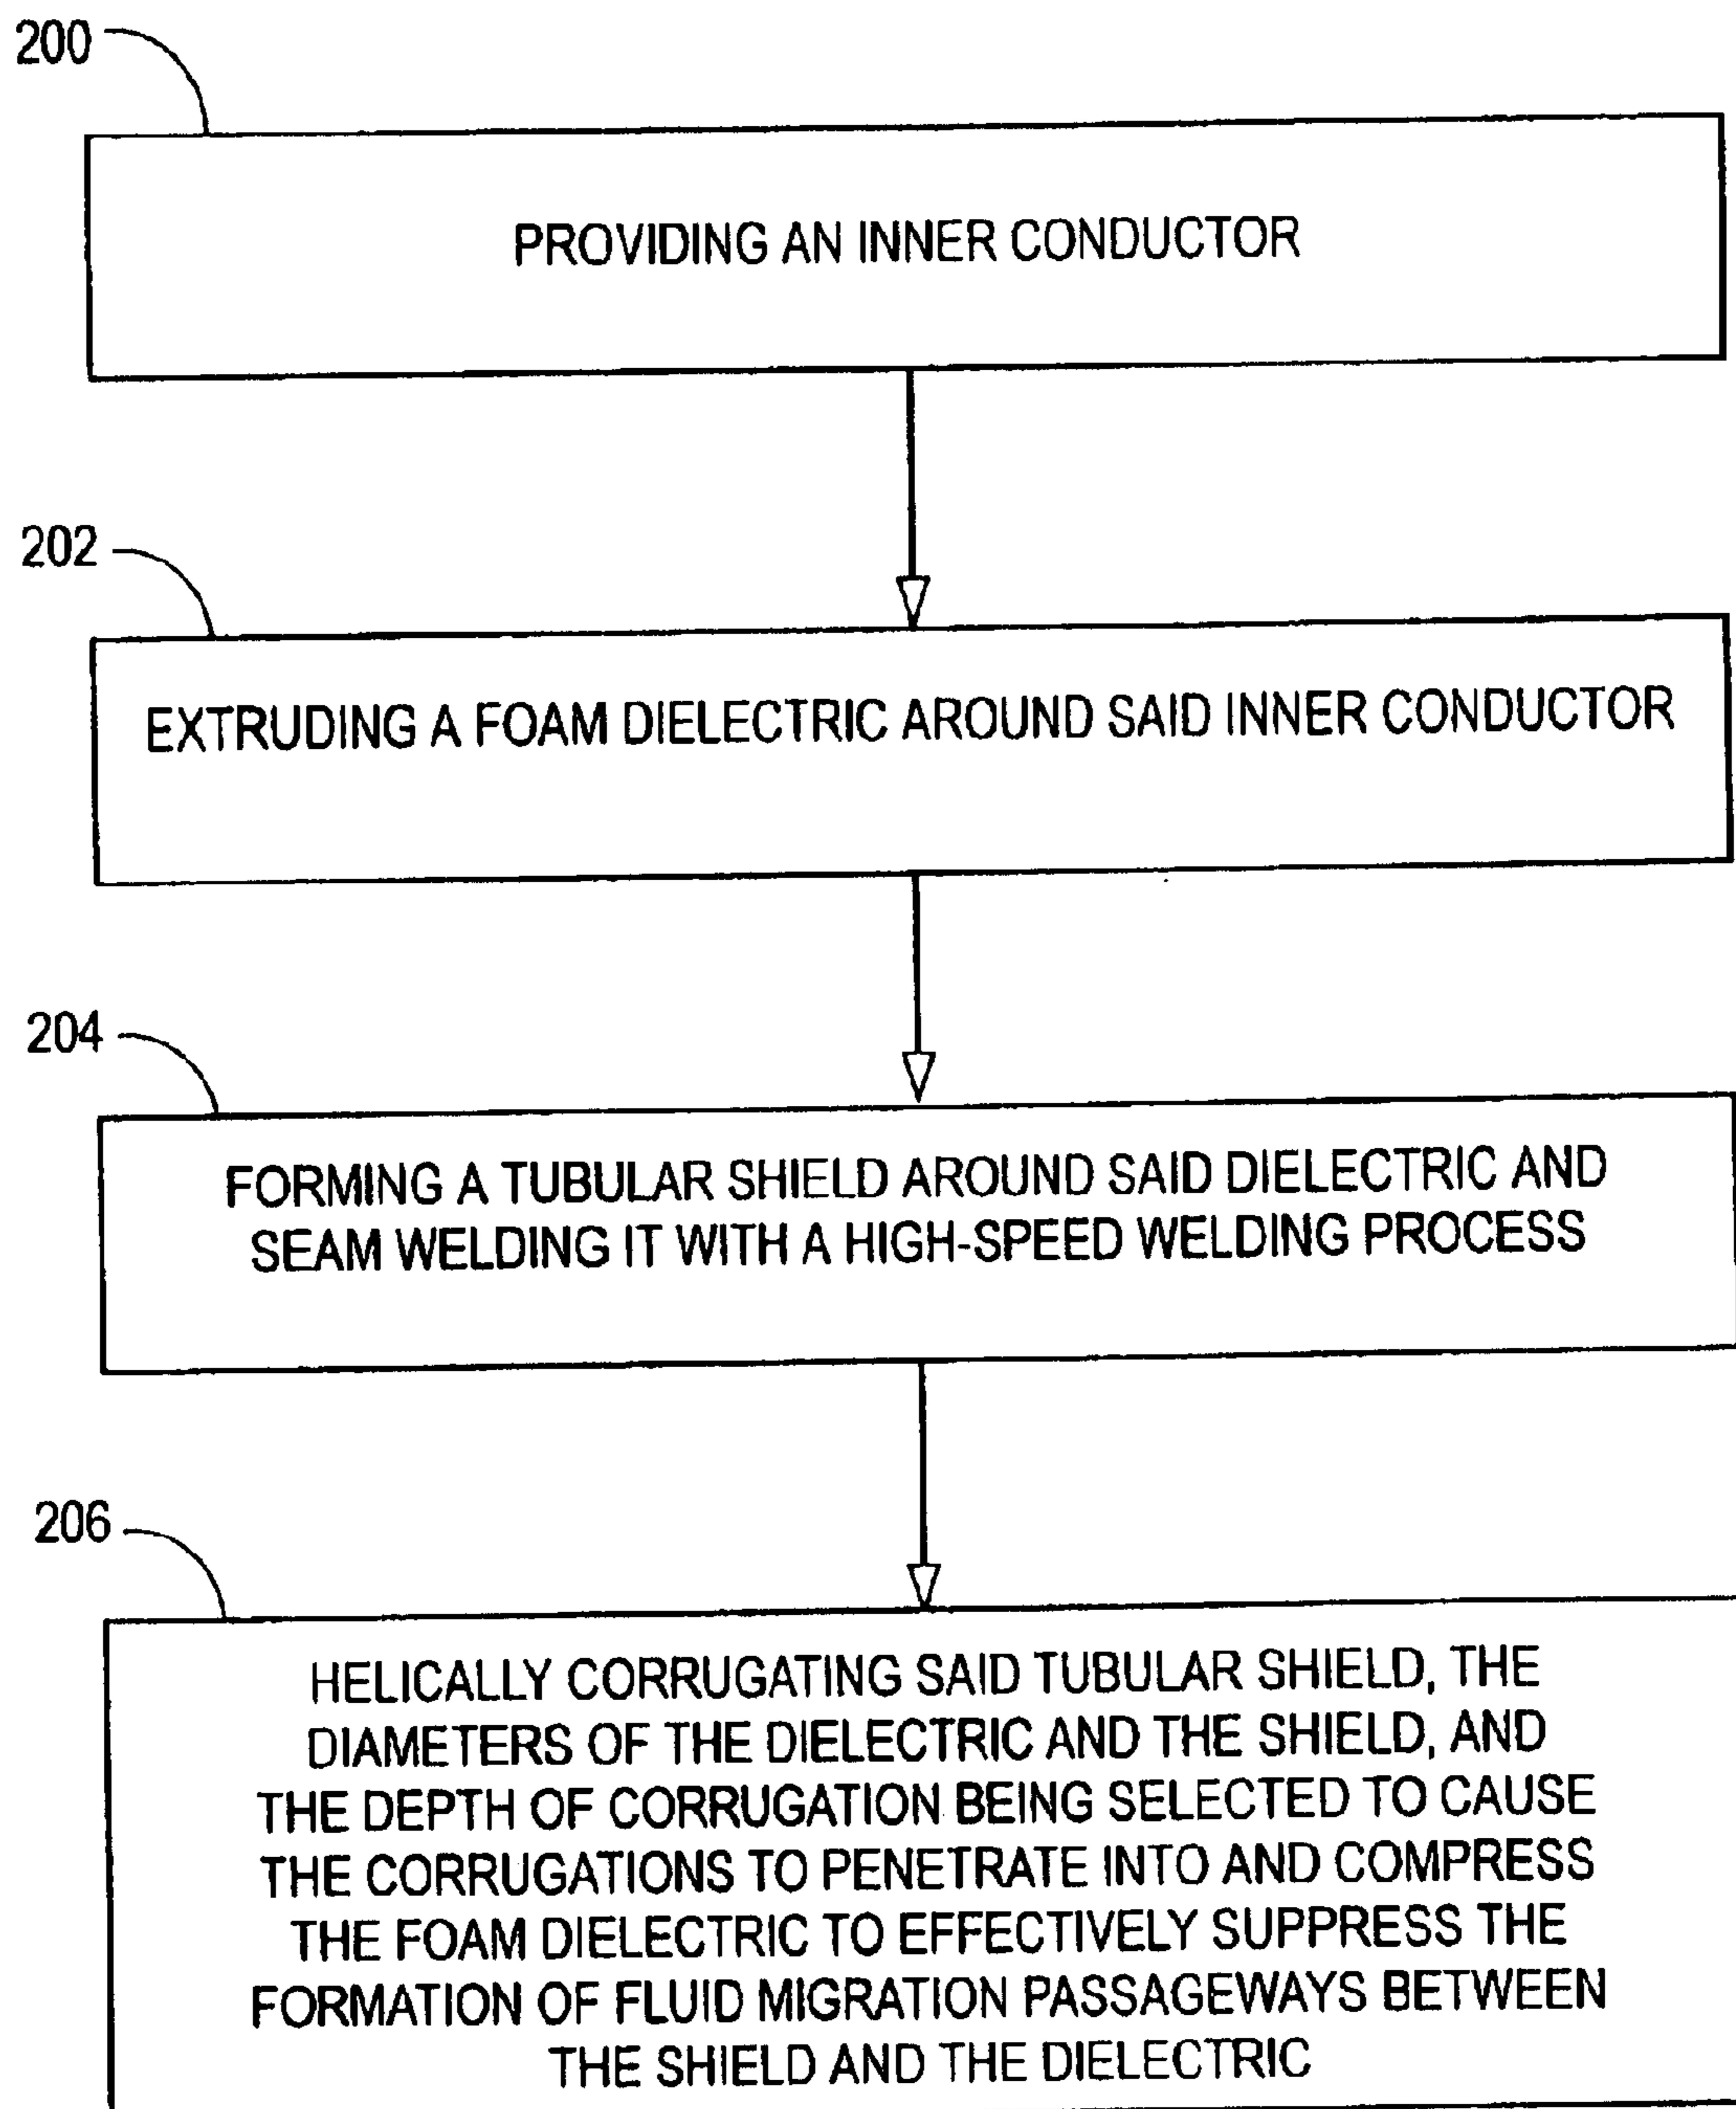 200
PROVIDING AN INNER CONDUCTOR
202
EXTRUDING A FOAM DIELECTRIC AROUND SAID INNER CONDUCTOR
204
FORMING A TUBULAR SHIELD AROUND SAID DIELECTRIC AND
SEAM WELDING IT WITH A HIGH-SPEED WELDING PROCESS
206
HELICALLY CORRUGATING SAID TUBULAR SHIELD, THE
DIAMETERS OF THE DIELECTRIC AND THE SHIELD, AND
THE DEPTH OF CORRUGATION BEING SELECTED TO CAUSE
THE CORRUGATIONS TO PENETRATE INTO AND COMPRESS
THE FOAM DIELECTRIC TO EFFECTIVELY SUPPRESS THE
FORMATION OF FLUID MIGRATION PASSAGEWAYS BETWEEN
THE SHIELD AND THE DIELECTRIC